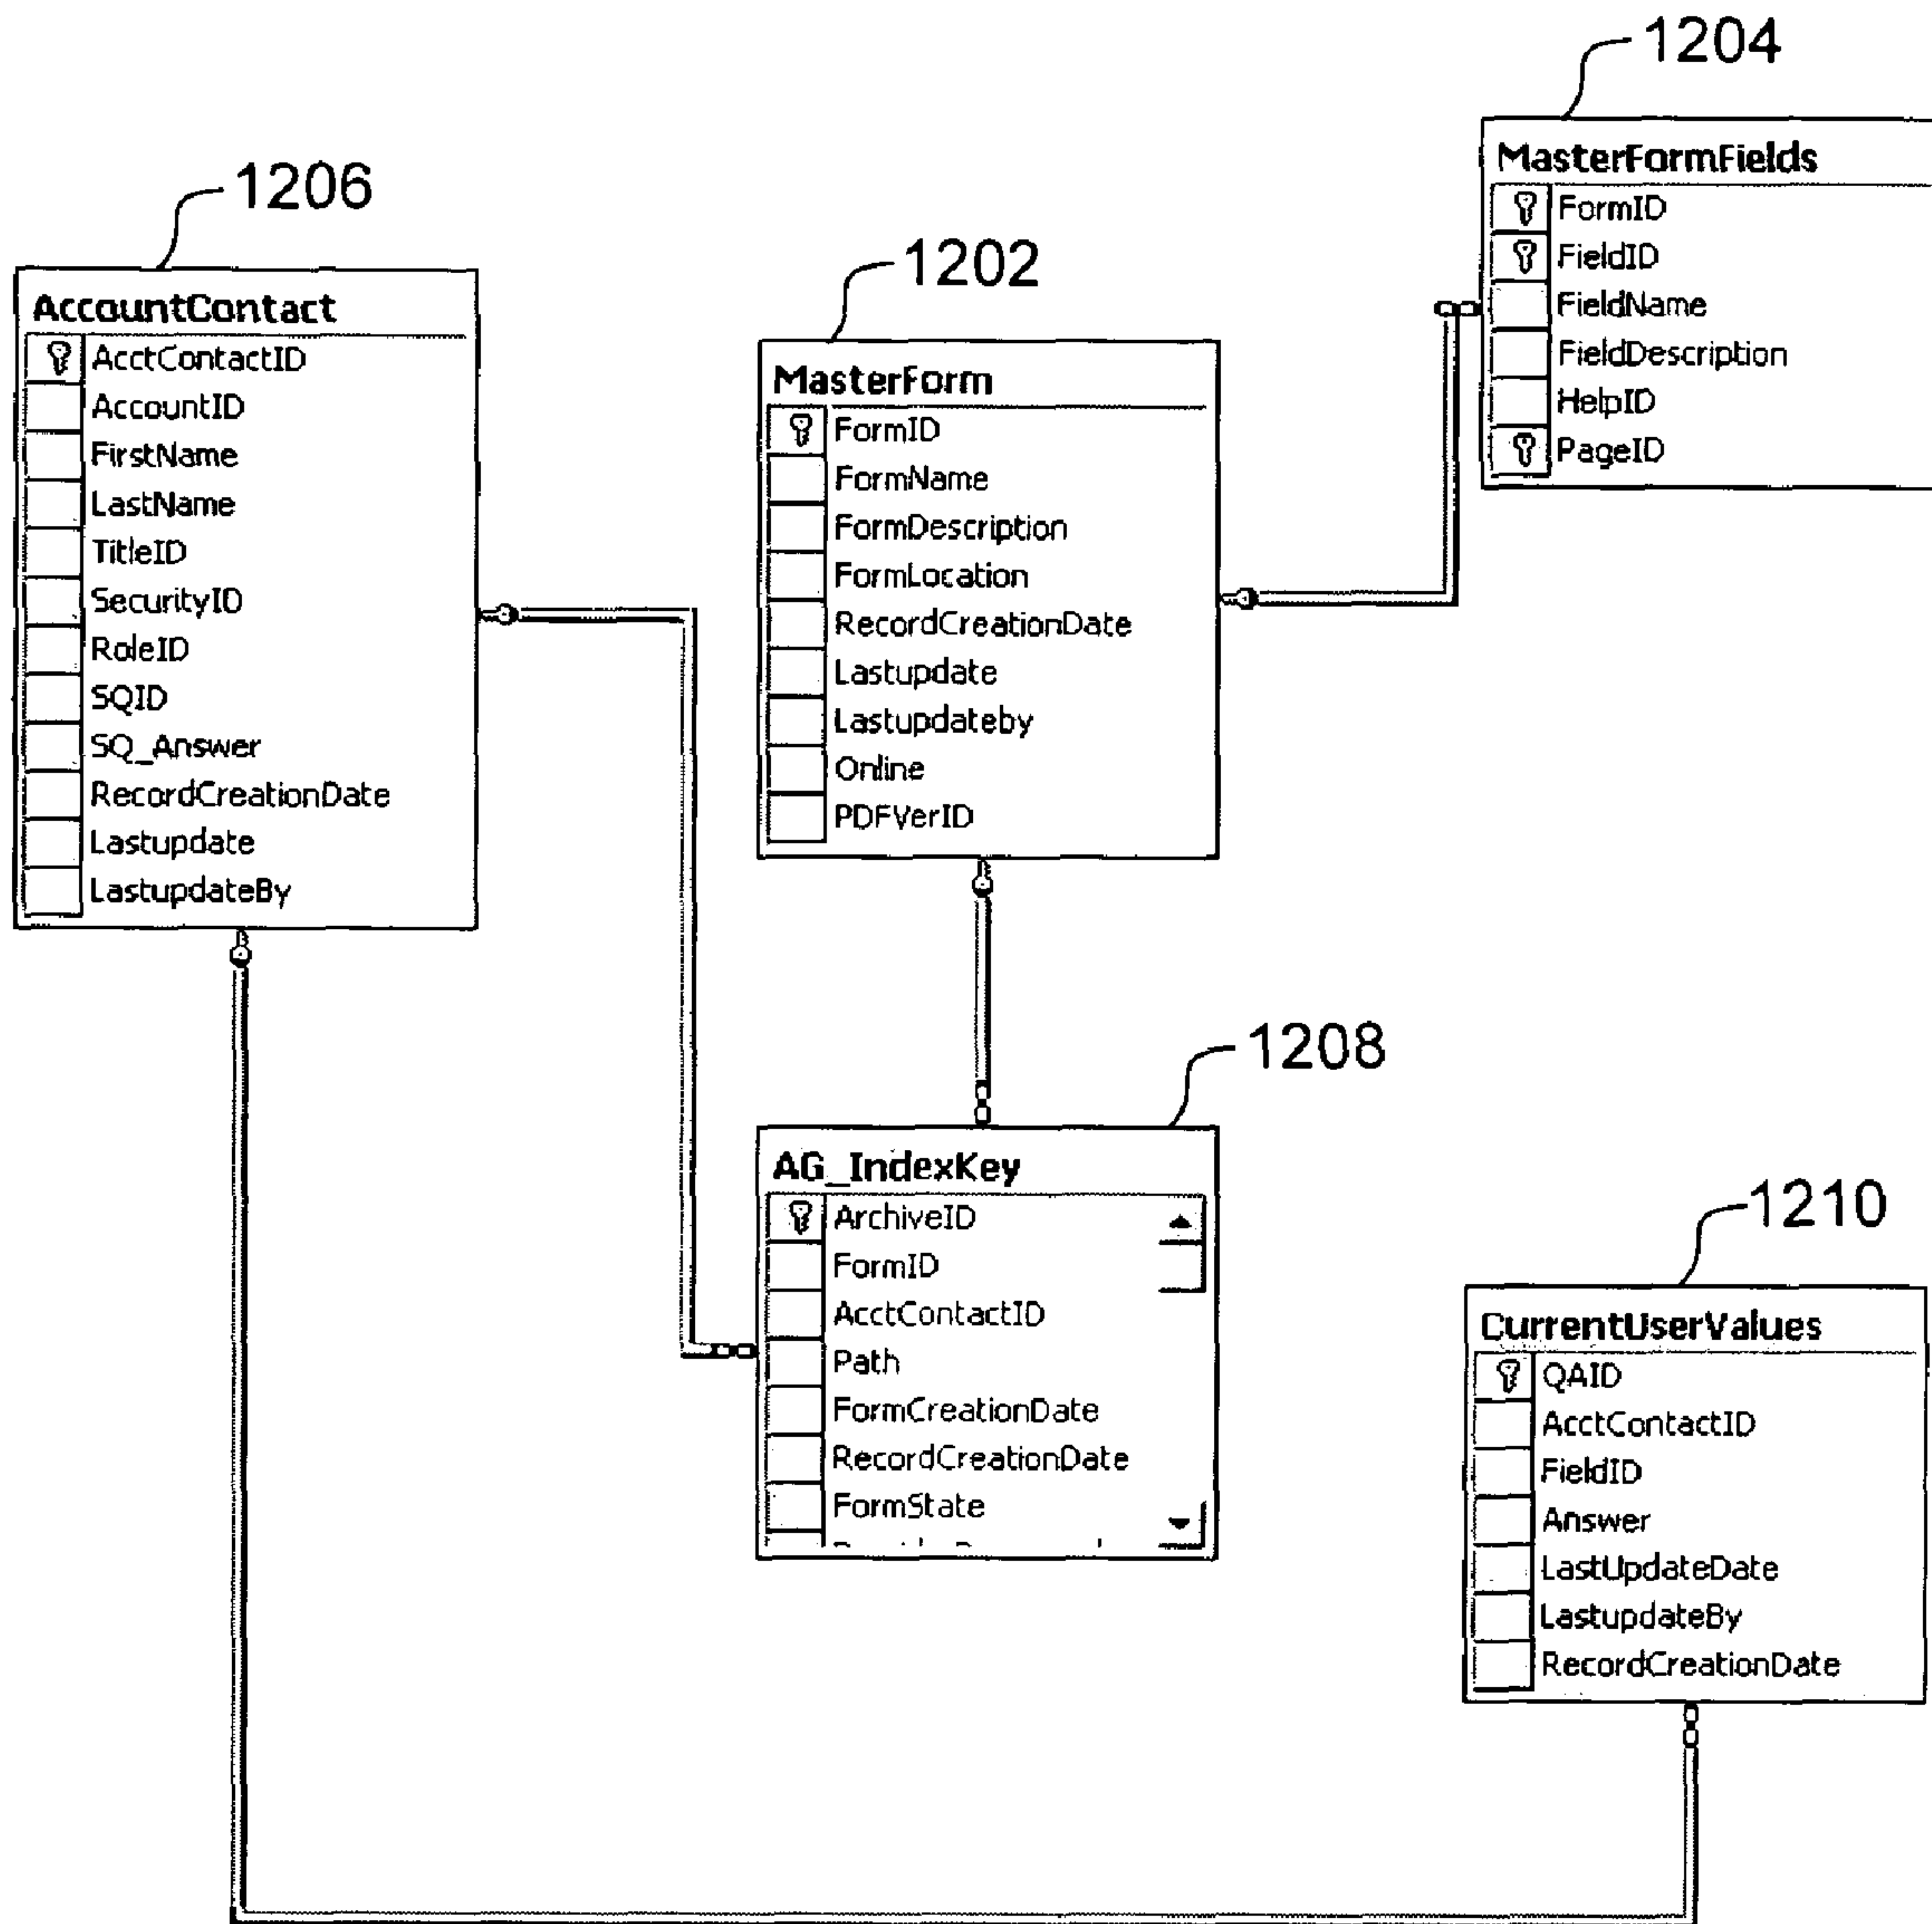 1204
MasterFormFields
FormID
FieldID
FieldName
FieldDescription
HelpID
PageID
1206
AccountContact
AcctContactID
AccountID
FirstName
LastName
TitleID
SecurityID
RoleID
SQID
SQ_Answer
RecordCreationDate
Lastupdate
LastupdateBy
1202
MasterForm
FormID
FormName
FormDescription
FormLocation
RecordCreationDate
Lastupdate
Lastupdateby
Online
PDFVerID
1208
AG_IndexKey
ArchiveID
FormID
AcctContactID
Path
FormCreationDate
RecordCreationDate
FormState
1210
CurrentUserValues
QAID
AcctContactID
FieldID
Answer
LastUpdateDate
LastupdateBy
RecordCreationDate